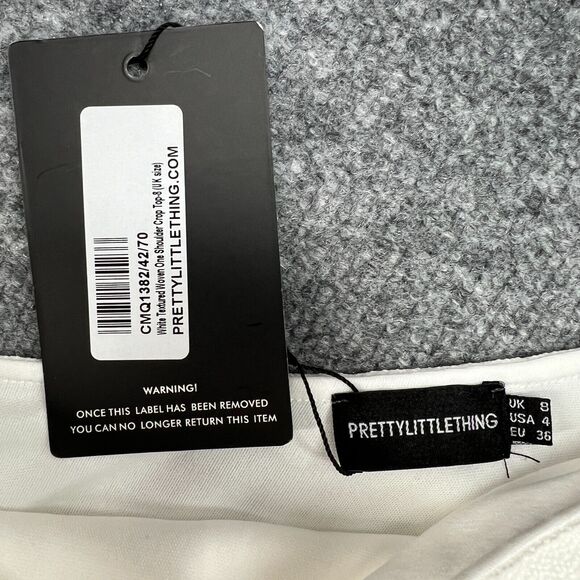 CMQ1382/42/70
White Textured Woven One Shoulder Crop Top-8 (UK size)
PRETTYLITTLETHING.COM
WARNING!
ONCE THIS LABEL HAS BEEN REMOVED
YOU CAN NO LONGER RETURN THIS ITEM
PRETTYLITTLETHING
UK 8
USA 4
EU 36